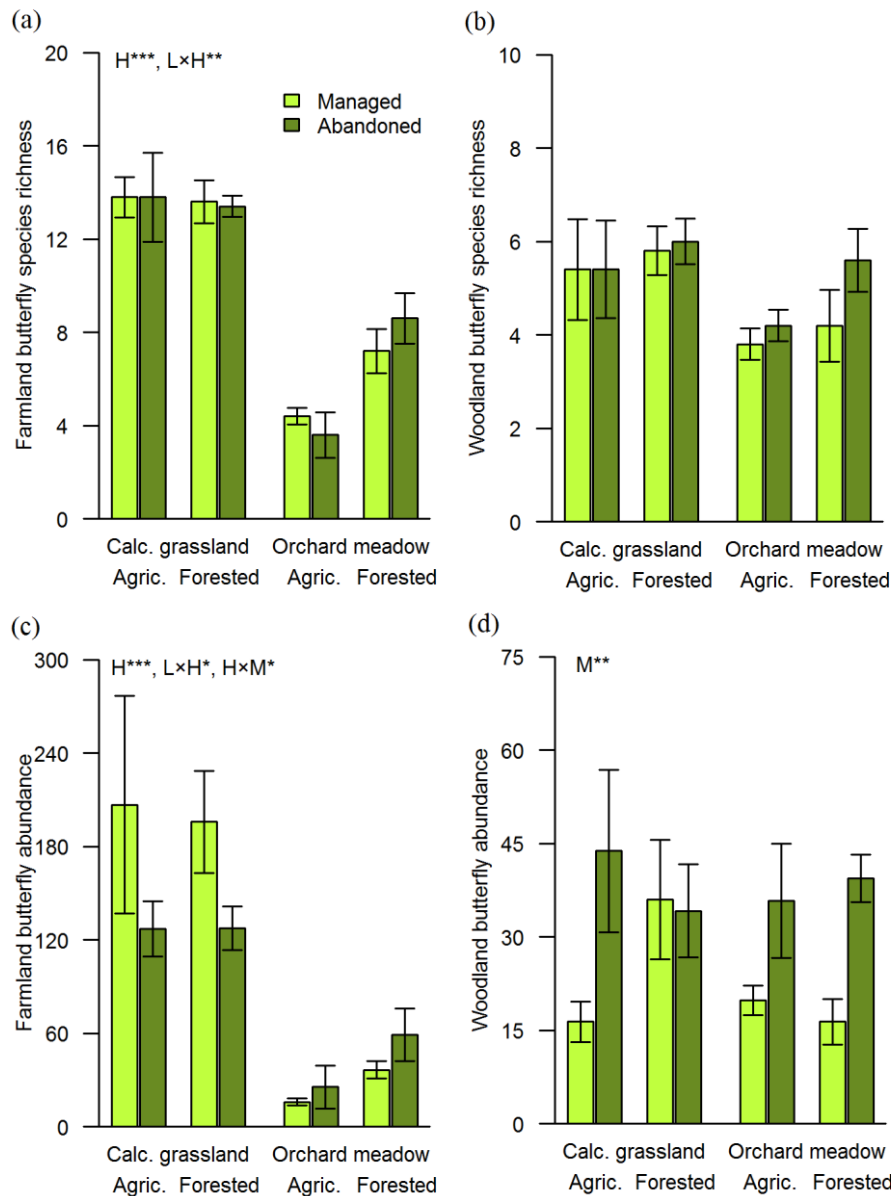 (a)
H***, L×H**
Managed
Abandoned
Farmland butterfly species richness
20
16
12
8
4
0
Calc. grassland Orchard meadow
Agric. Forested Agric. Forested
(b)
Woodland butterfly species richness
10
8
6
4
2
0
Calc. grassland Orchard meadow
Agric. Forested Agric. Forested
(c)
H***, L×H*, H×M*
Farmland butterfly abundance
300
240
180
120
60
0
Calc. grassland Orchard meadow
Agric. Forested Agric. Forested
(d)
M**
Woodland butterfly abundance
75
60
45
30
15
0
Calc. grassland Orchard meadow
Agric. Forested Agric. Forested